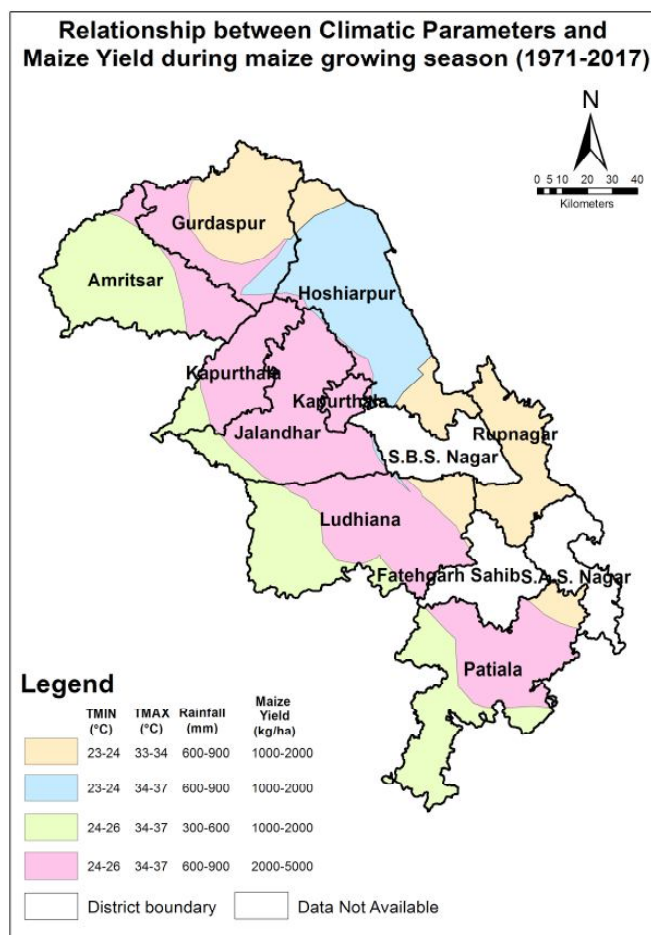 Relationship between Climatic Parameters and
Maize Yield during maize growing season (1971-2017)
N
0 5 10 20 30 40
Kilometers
Gurdaspur
Amritsar
Hoshiarpur
Kapurthala
Kapurthala
Jalandhar
Rupnagar
S.B.S. Nagar
Ludhiana
Fatehgarh Sahib
S.A.S. Nagar
Patiala
Legend
TMIN (°C) TMAX (°C) Rainfall (mm) Maize Yield (kg/ha)
23-24 33-34 600-900 1000-2000
23-24 34-37 600-900 1000-2000
24-26 34-37 300-600 1000-2000
24-26 34-37 600-900 2000-5000
District boundary Data Not Available